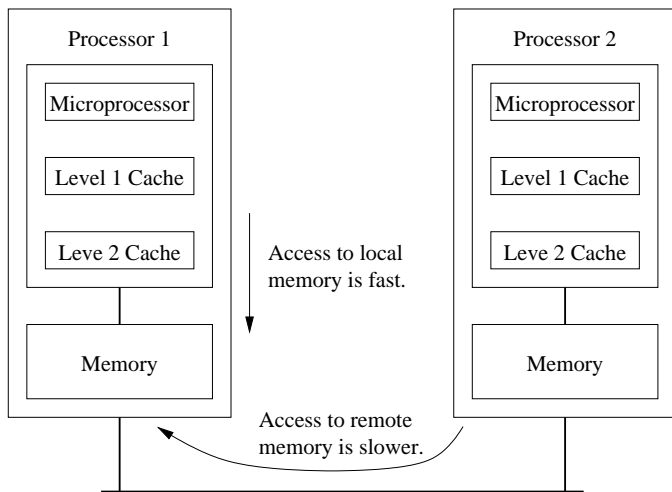 Processor 1
Microprocessor
Level 1 Cache
Leve 2 Cache
Memory
Access to local
memory is fast.
Access to remote
memory is slower.
Processor 2
Microprocessor
Level 1 Cache
Leve 2 Cache
Memory